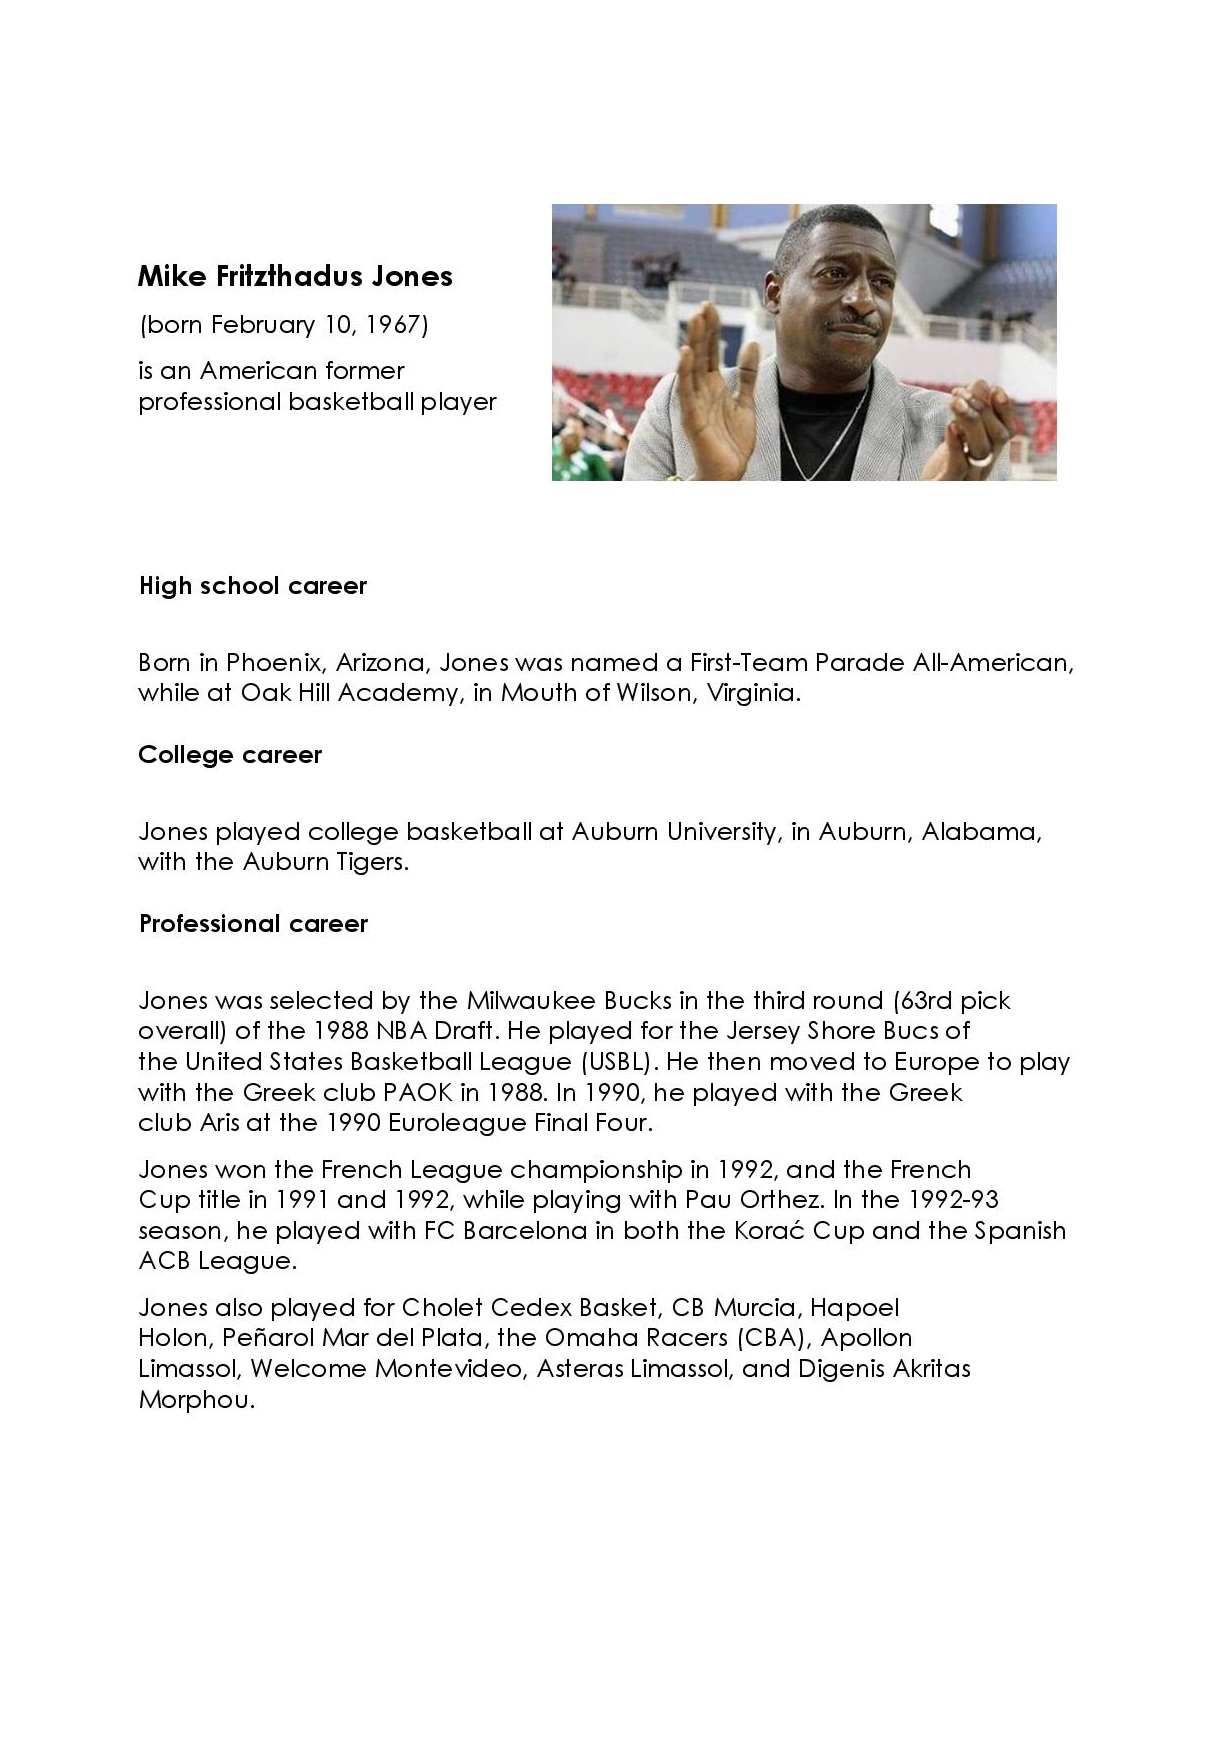 Mike Fritzthadus Jones
(born February 10, 1967)
is an American former
professional basketball player
High school career
Born in Phoenix, Arizona, Jones was named a First-Team Parade All-American,
while at Oak Hill Academy, in Mouth of Wilson, Virginia.
College career
Jones played college basketball at Auburn University, in Auburn, Alabama,
with the Auburn Tigers.
Professional career
Jones was selected by the Milwaukee Bucks in the third round (63rd pick
overall) of the 1988 NBA Draft. He played for the Jersey Shore Bucs of
the United States Basketball League (USBL). He then moved to Europe to play
with the Greek club PAOK in 1988. In 1990, he played with the Greek
club Aris at the 1990 Euroleague Final Four.
Jones won the French League championship in 1992, and the French
Cup title in 1991 and 1992, while playing with Pau Orthez. In the 1992-93
season, he played with FC Barcelona in both the Korać Cup and the Spanish
ACB League.
Jones also played for Cholet Cedex Basket, CB Murcia, Hapoel
Holon, Peñarol Mar del Plata, the Omaha Racers (CBA), Apollon
Limassol, Welcome Montevideo, Asteras Limassol, and Digenis Akritas
Morphou.